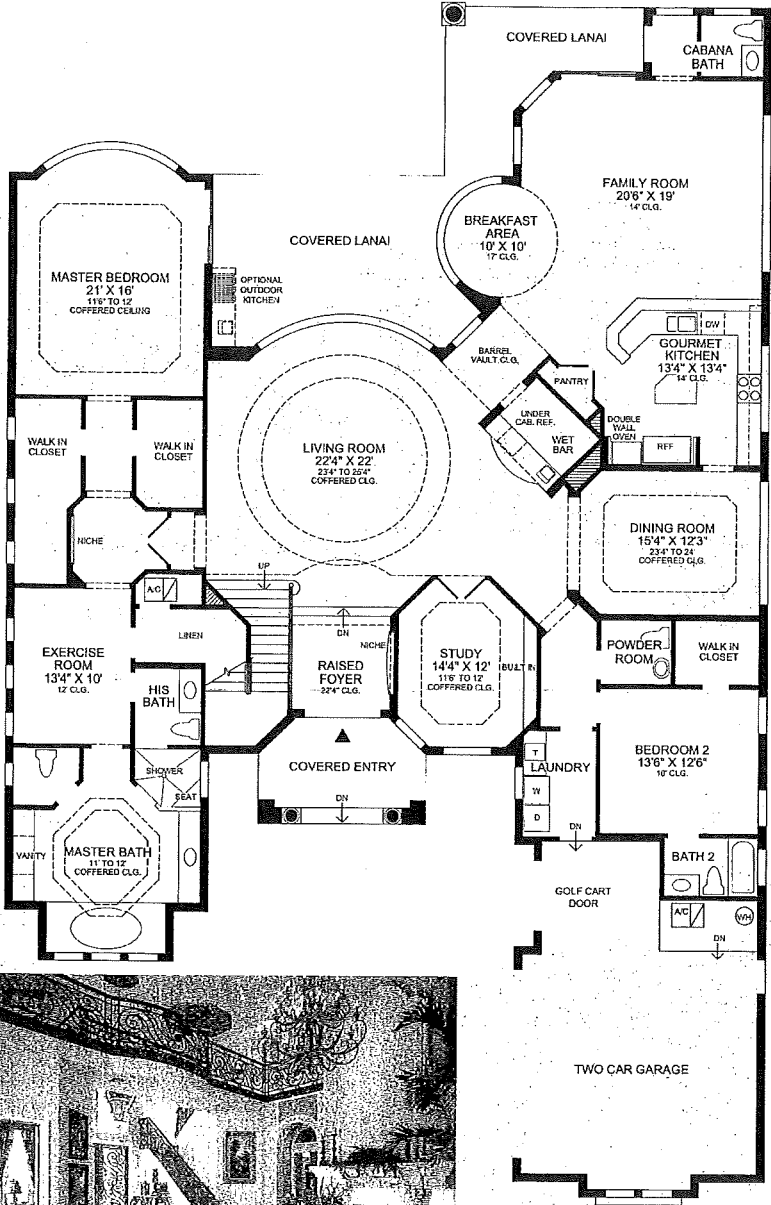 COVERED LANAI
CABANA
BATH
FAMILY ROOM
20'6" X 19'
14' CLG.
BREAKFAST
AREA
10' X 10'
17' CLG.
COVERED LANAI
MASTER BEDROOM
21' X 16'
11'6" TO 12'
COFFERED CEILING
OPTIONAL
OUTDOOR
KITCHEN
DW
GOURMET
KITCHEN
13'4" X 13'4"
14' CLG.
BARREL
VAULT CLG.
PANTRY
UNDER
CAB. REF.
WET
BAR
DOUBLE
WALL
OVEN
REF
WALK IN
CLOSET
WALK IN
CLOSET
LIVING ROOM
22'4" X 22'
23'4" TO 25'4"
COFFERED CLG.
DINING ROOM
15'4" X 12'3"
23'4" TO 24'
COFFERED CLG.
NICHE
UP
A/C
LINEN
DN
NICHE
EXERCISE
ROOM
13'4" X 10'
12' CLG.
HIS
BATH
RAISED
FOYER
22'4" CLG.
STUDY
14'4" X 12'
11'6" TO 12'
COFFERED CLG.
BUILT IN
POWDER
ROOM
WALK IN
CLOSET
BEDROOM 2
13'6" X 12'6"
10' CLG.
T
LAUNDRY
W
D
DN
COVERED ENTRY
DN
SHOWER
SEAT
VANITY
MASTER BATH
11' TO 12'
COFFERED CLG.
BATH 2
GOLF CART
DOOR
A/C
WH
DN
TWO CAR GARAGE